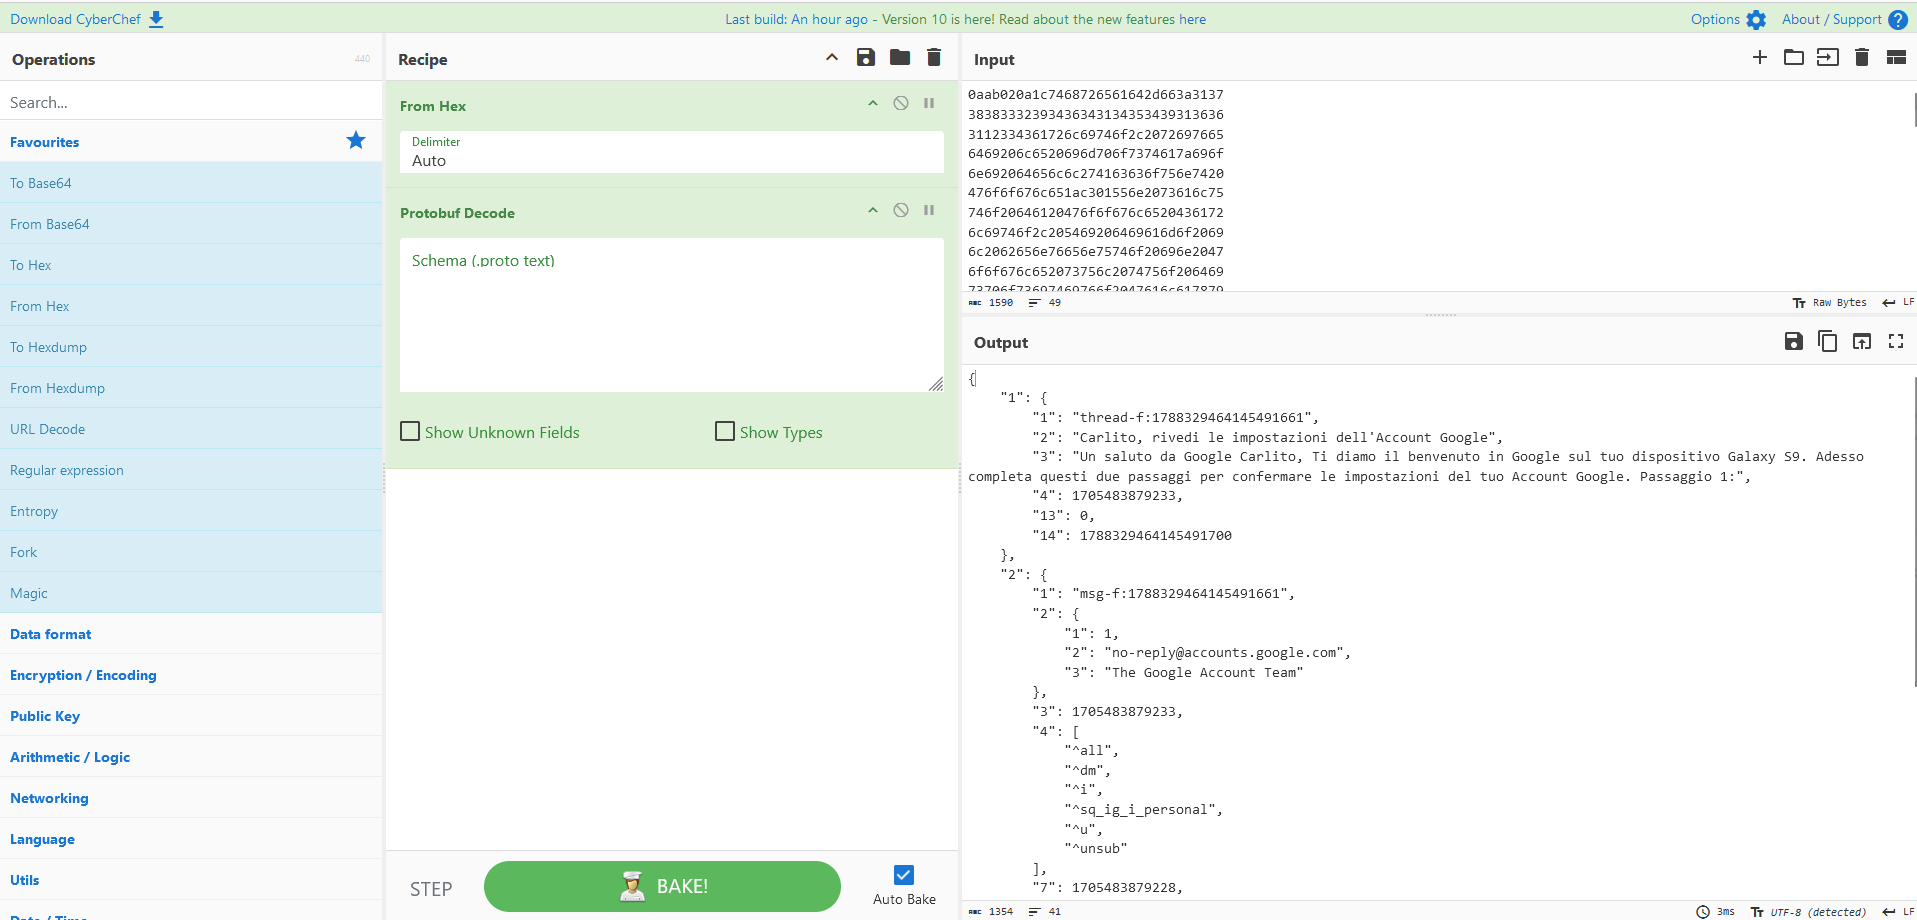 Download CyberChef
Last build: An hour ago - Version 10 is here! Read about the new features here
Options
About / Support
Operations
440
Search...
Favourites
To Base64
From Base64
To Hex
From Hex
To Hexdump
From Hexdump
URL Decode
Regular expression
Entropy
Fork
Magic
Data format
Encryption / Encoding
Public Key
Arithmetic / Logic
Networking
Language
Utils
Date / Time
Recipe
From Hex
Delimiter
Auto
Protobuf Decode
Schema (.proto text)
Show Unknown Fields
Show Types
STEP
BAKE!
Auto Bake
Input
0aab020a1c7468726561642d663a3137
38383332393436343134353439313636
3112334361726c69746f2c2072697665
6469206c6520696d706f7374617a696f
6e692064656c6c274163636f756e7420
476f6f676c651ac301556e2073616c75
746f20646120476f6f676c6520436172
6c69746f2c205469206469616d6f2069
6c2062656e76656e75746f20696e2047
6f6f676c652073756c2074756f206469
73706f73697469766f2047616c617879
1590
49
Raw Bytes
LF
Output
{
"1": {
"1": "thread-f:1788329464145491661",
"2": "Carlito, rivedi le impostazioni dell'Account Google",
"3": "Un saluto da Google Carlito, Ti diamo il benvenuto in Google sul tuo dispositivo Galaxy S9. Adesso
completa questi due passaggi per confermare le impostazioni del tuo Account Google. Passaggio 1:",
"4": 1705483879233,
"13": 0,
"14": 1788329464145491700
},
"2": {
"1": "msg-f:1788329464145491661",
"2": {
"1": 1,
"2": "no-reply@accounts.google.com",
"3": "The Google Account Team"
},
"3": 1705483879233,
"4": [
"^all",
"^dm",
"^i",
"^sq_ig_i_personal",
"^u",
"^unsub"
],
"7": 1705483879228,
1354
41
3ms
UTF-8 (detected)
LF